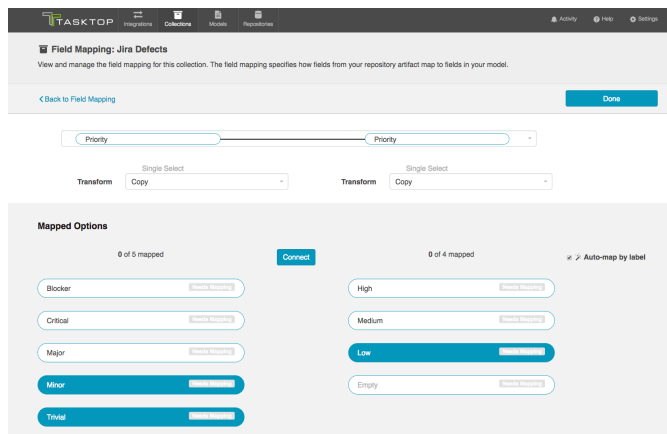 TASKTOP
Integrations Collections Models Repositories
Activity Help Settings
Field Mapping: Jira Defects
View and manage the field mapping for this collection. The field mapping specifies how fields from your repository artifact map to fields in your model.
Back to Field Mapping
Done
Priority Priority
Single Select Single Select
Transform Copy Transform Copy
Mapped Options
0 of 5 mapped Connect 0 of 4 mapped Auto-map by label
Blocker Needs Mapping High Needs Mapping
Critical Needs Mapping Medium Needs Mapping
Major Needs Mapping Low Needs Mapping
Minor Needs Mapping Empty Needs Mapping
Trivial Needs Mapping